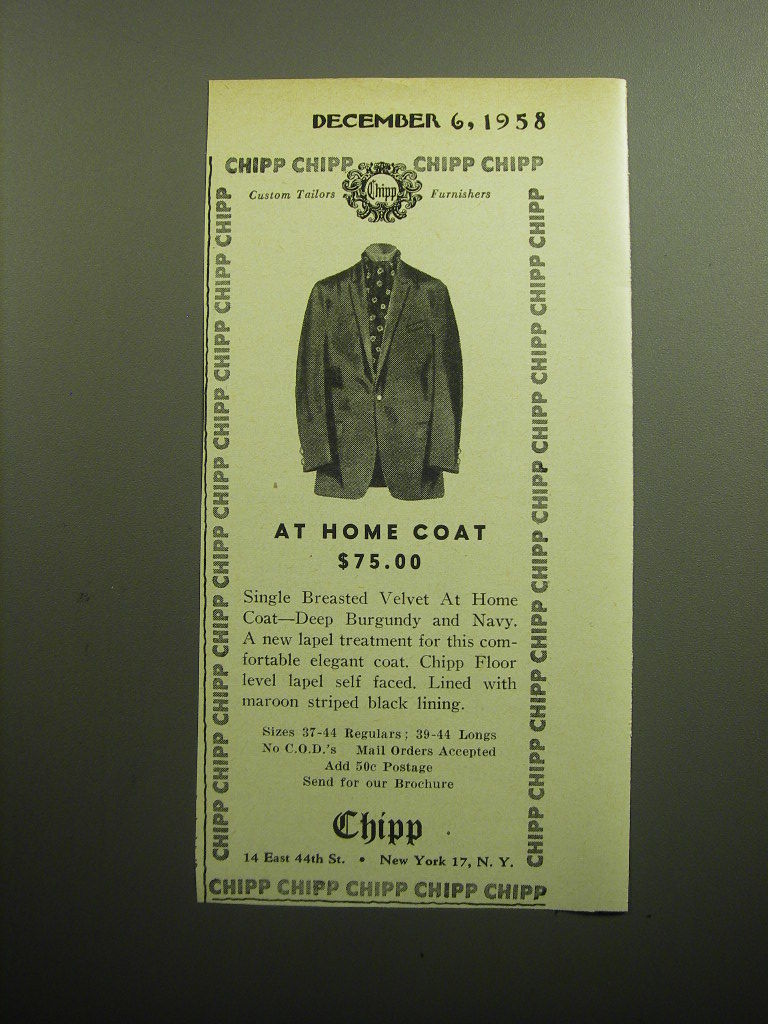 DECEMBER 6, 1958
CHIPP CHIPP CHIPP CHIPP
Custom Tailors Chipp Furnishers
CHIPP CHIPP CHIPP CHIPP CHIPP CHIPP CHIPP CHIPP CHIPP CHIPP
CHIPP CHIPP CHIPP CHIPP CHIPP CHIPP CHIPP CHIPP CHIPP CHIPP
AT HOME COAT
$75.00
Single Breasted Velvet At Home
Coat—Deep Burgundy and Navy.
A new lapel treatment for this com-
fortable elegant coat. Chipp Floor
level lapel self faced. Lined with
maroon striped black lining.
Sizes 37-44 Regulars; 39-44 Longs
No C.O.D.'s Mail Orders Accepted
Add 50c Postage
Send for our Brochure
Chipp
14 East 44th St. • New York 17, N. Y.
CHIPP CHIPP CHIPP CHIPP CHIPP